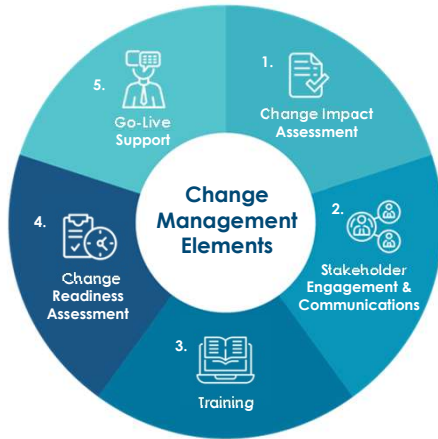 Change
Management
Elements
1.
Change Impact
Assessment
2.
Stakeholder
Engagement &
Communications
3.
Training
4.
Change
Readiness
Assessment
5.
Go-Live
Support